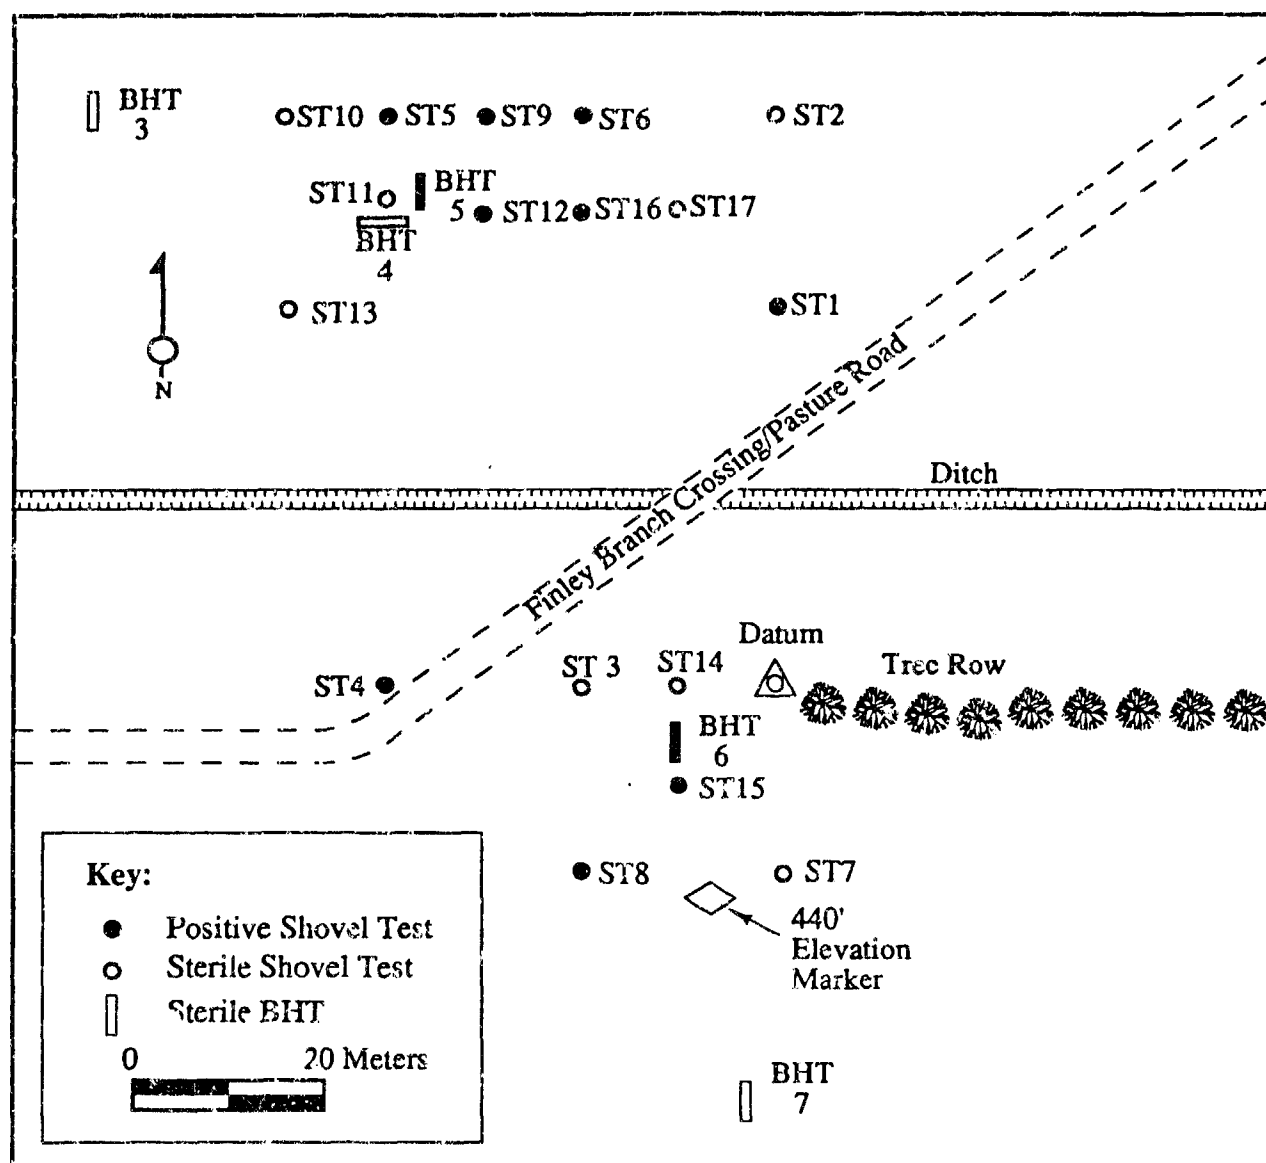 BHT
3
ST10
ST5
ST9
ST6
ST2
ST11
BHT
5
ST12
ST16
ST17
BHT
4
ST13
ST1
N
Finley Branch Crossing/Pasture Road
Ditch
Datum
Tree Row
ST4
ST 3
ST14
BHT
6
ST15
ST8
ST7
440'
Elevation
Marker
Key:
Positive Shovel Test
Sterile Shovel Test
Sterile BHT
0 20 Meters
BHT
7